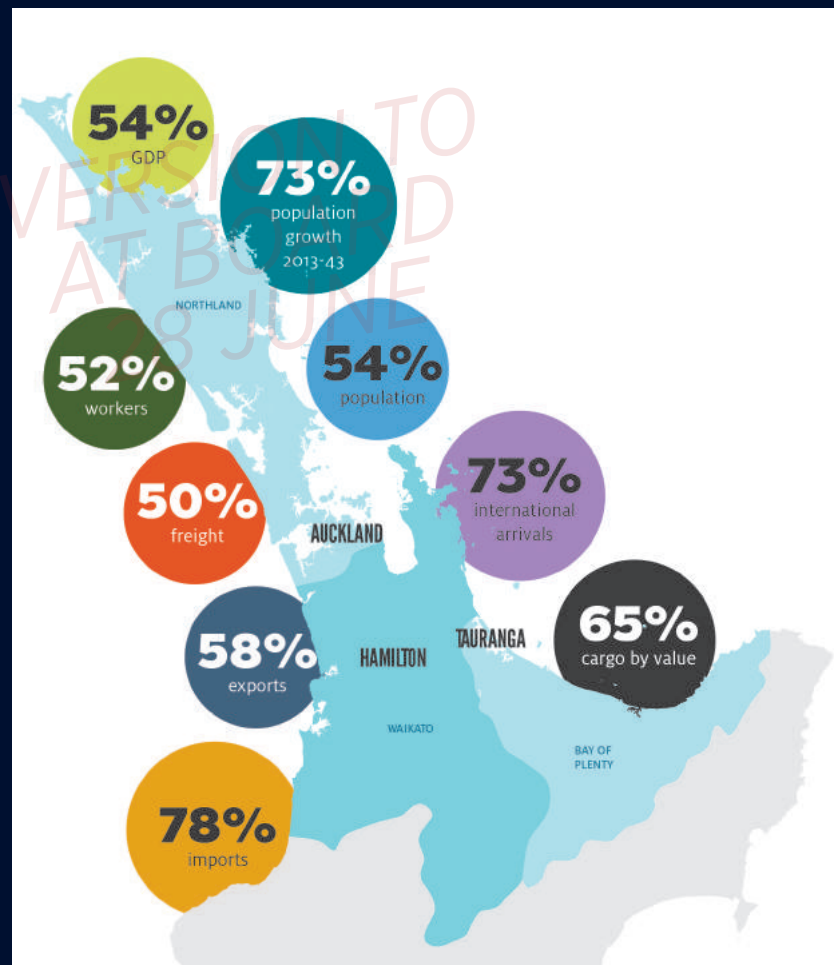 54%
GDP
73%
population
growth
2013-43
VERSION TO
AT BOARD
28 JUNE
NORTHLAND
54%
population
52%
workers
73%
international
arrivals
50%
freight
AUCKLAND
65%
cargo by value
TAURANGA
58%
exports
HAMILTON
WAIKATO
BAY OF
PLENTY
78%
imports